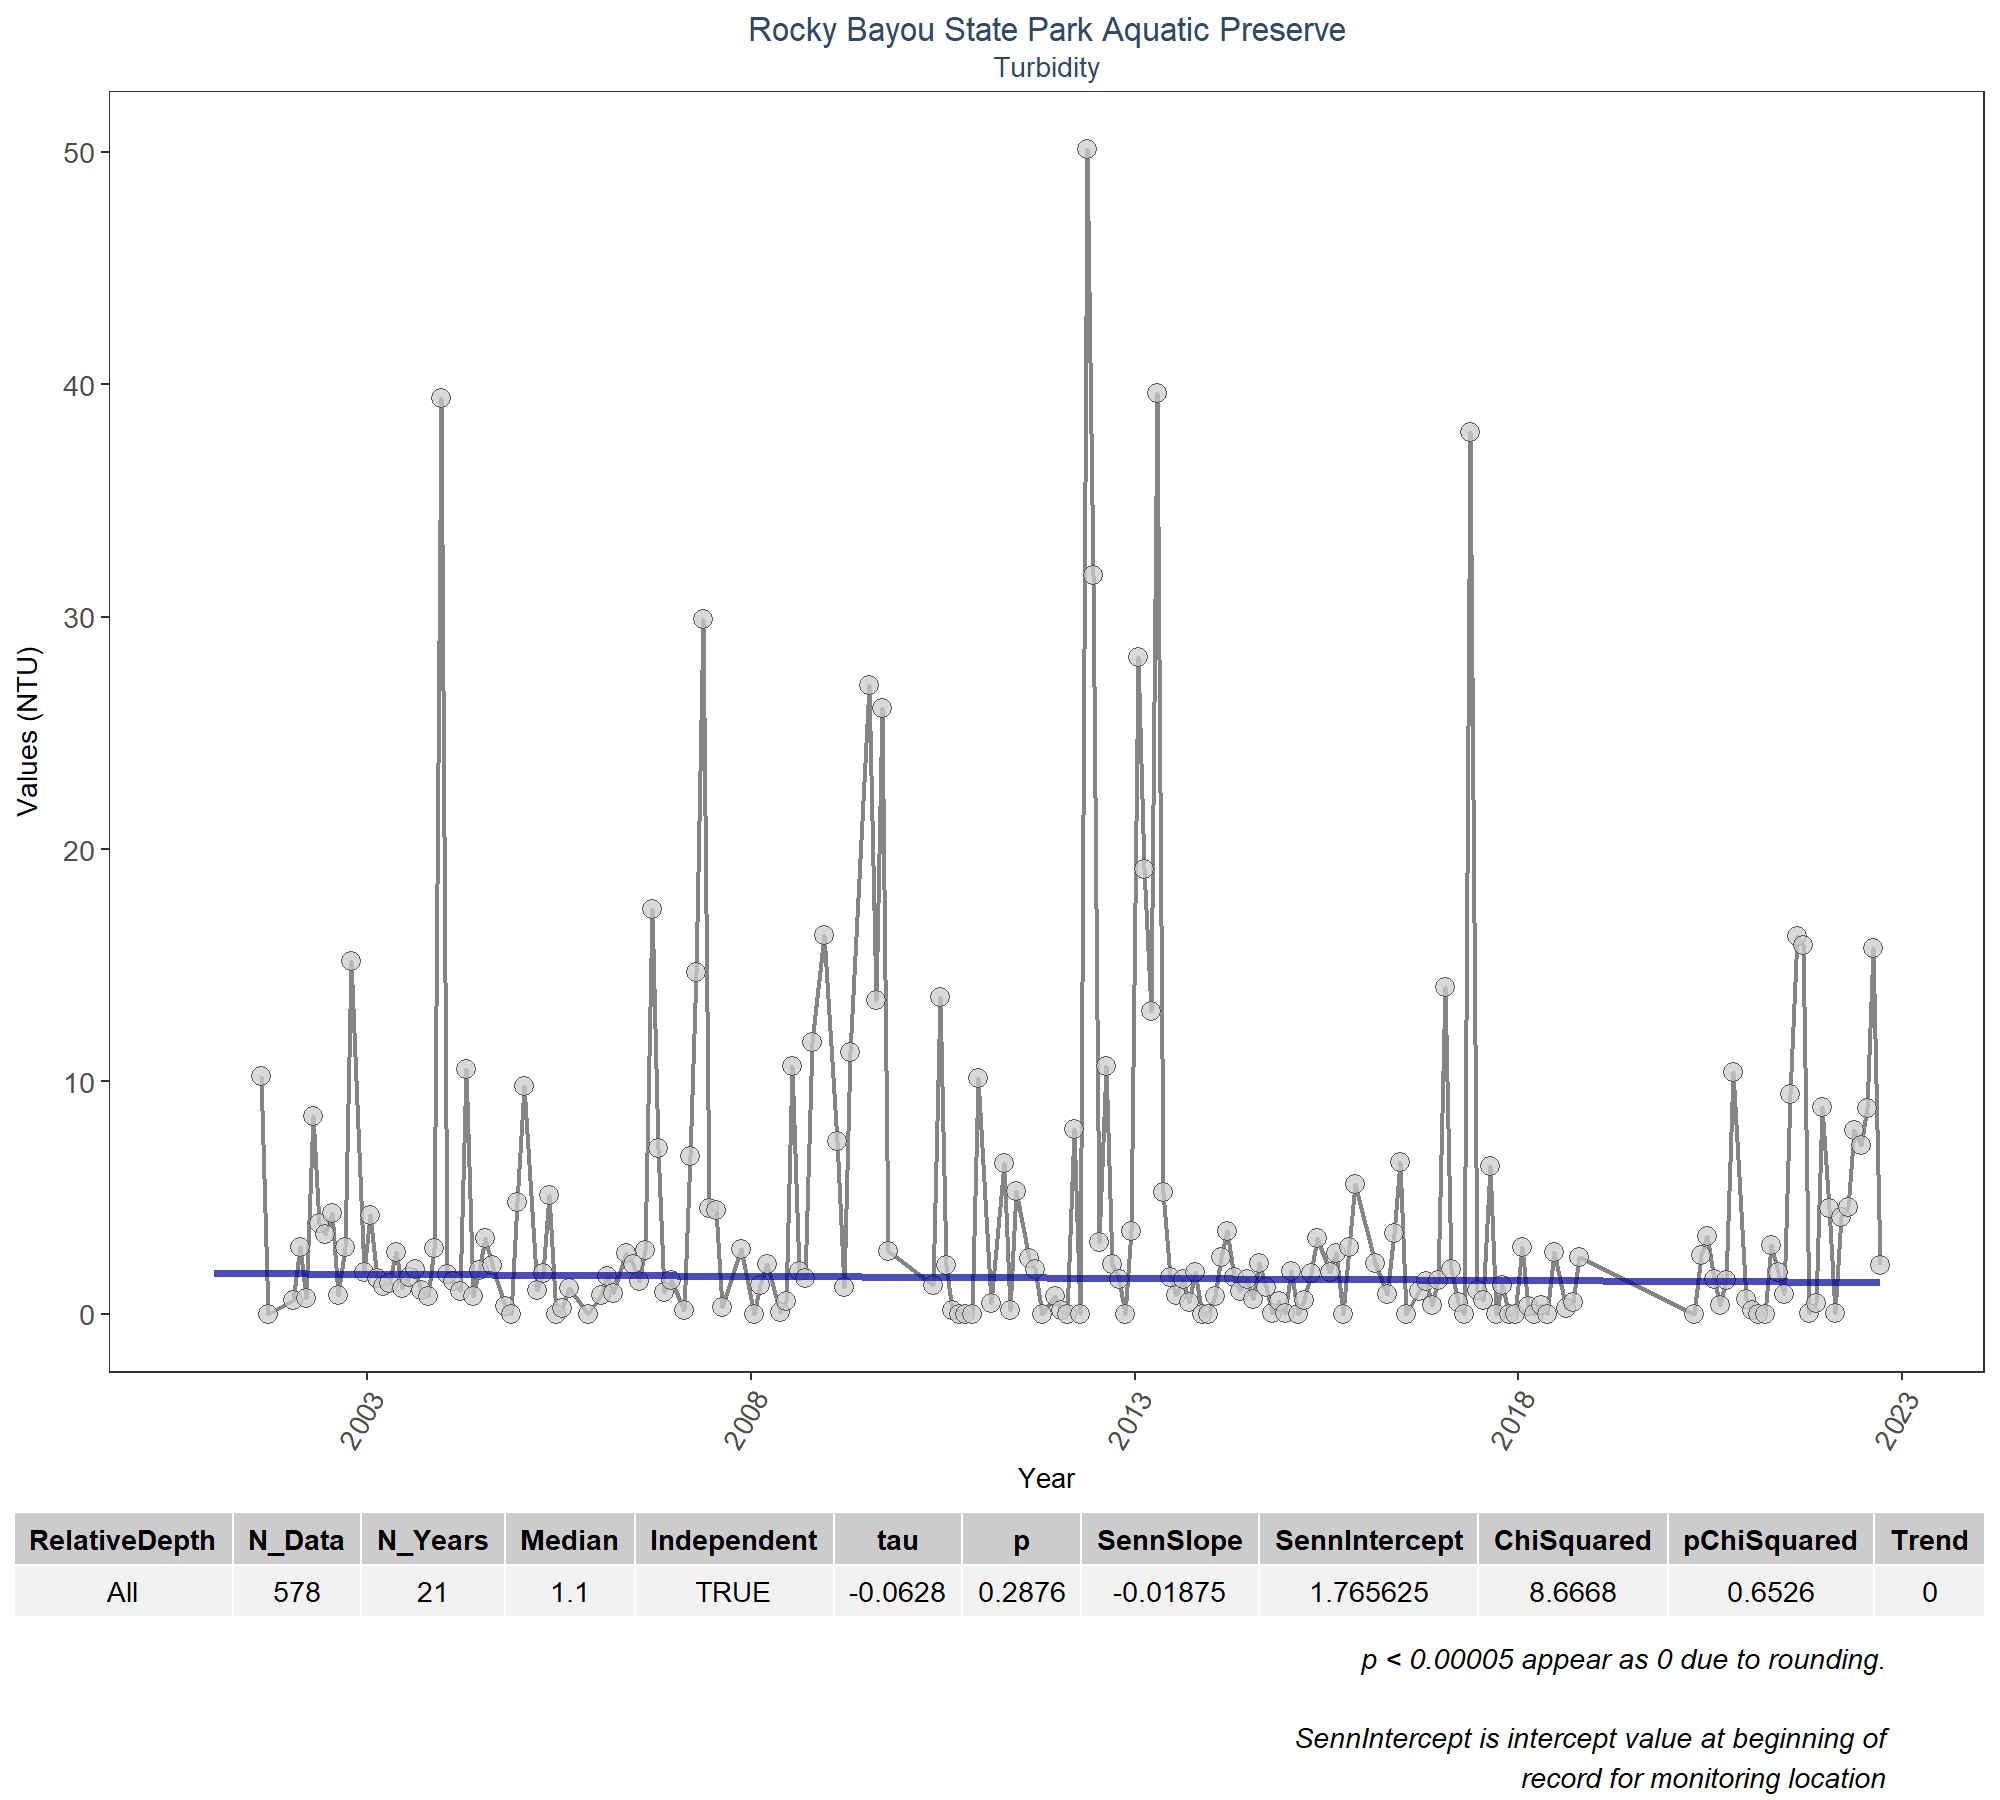 Rocky Bayou State Park Aquatic Preserve
Turbidity
50
40
30
20
10
0
Values (NTU)
2003
2008
2013
2018
2023
Year
RelativeDepth N_Data N_Years Median Independent tau p SennSlope SennIntercept ChiSquared pChiSquared Trend
All 578 21 1.1 TRUE -0.0628 0.2876 -0.01875 1.765625 8.6668 0.6526 0
p < 0.00005 appear as 0 due to rounding.
SennIntercept is intercept value at beginning of
record for monitoring location